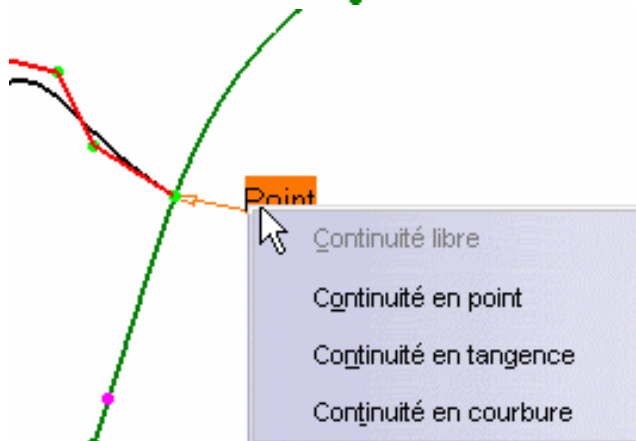 Point
Continuité libre
Continuité en point
Continuité en tangence
Continuité en courbure